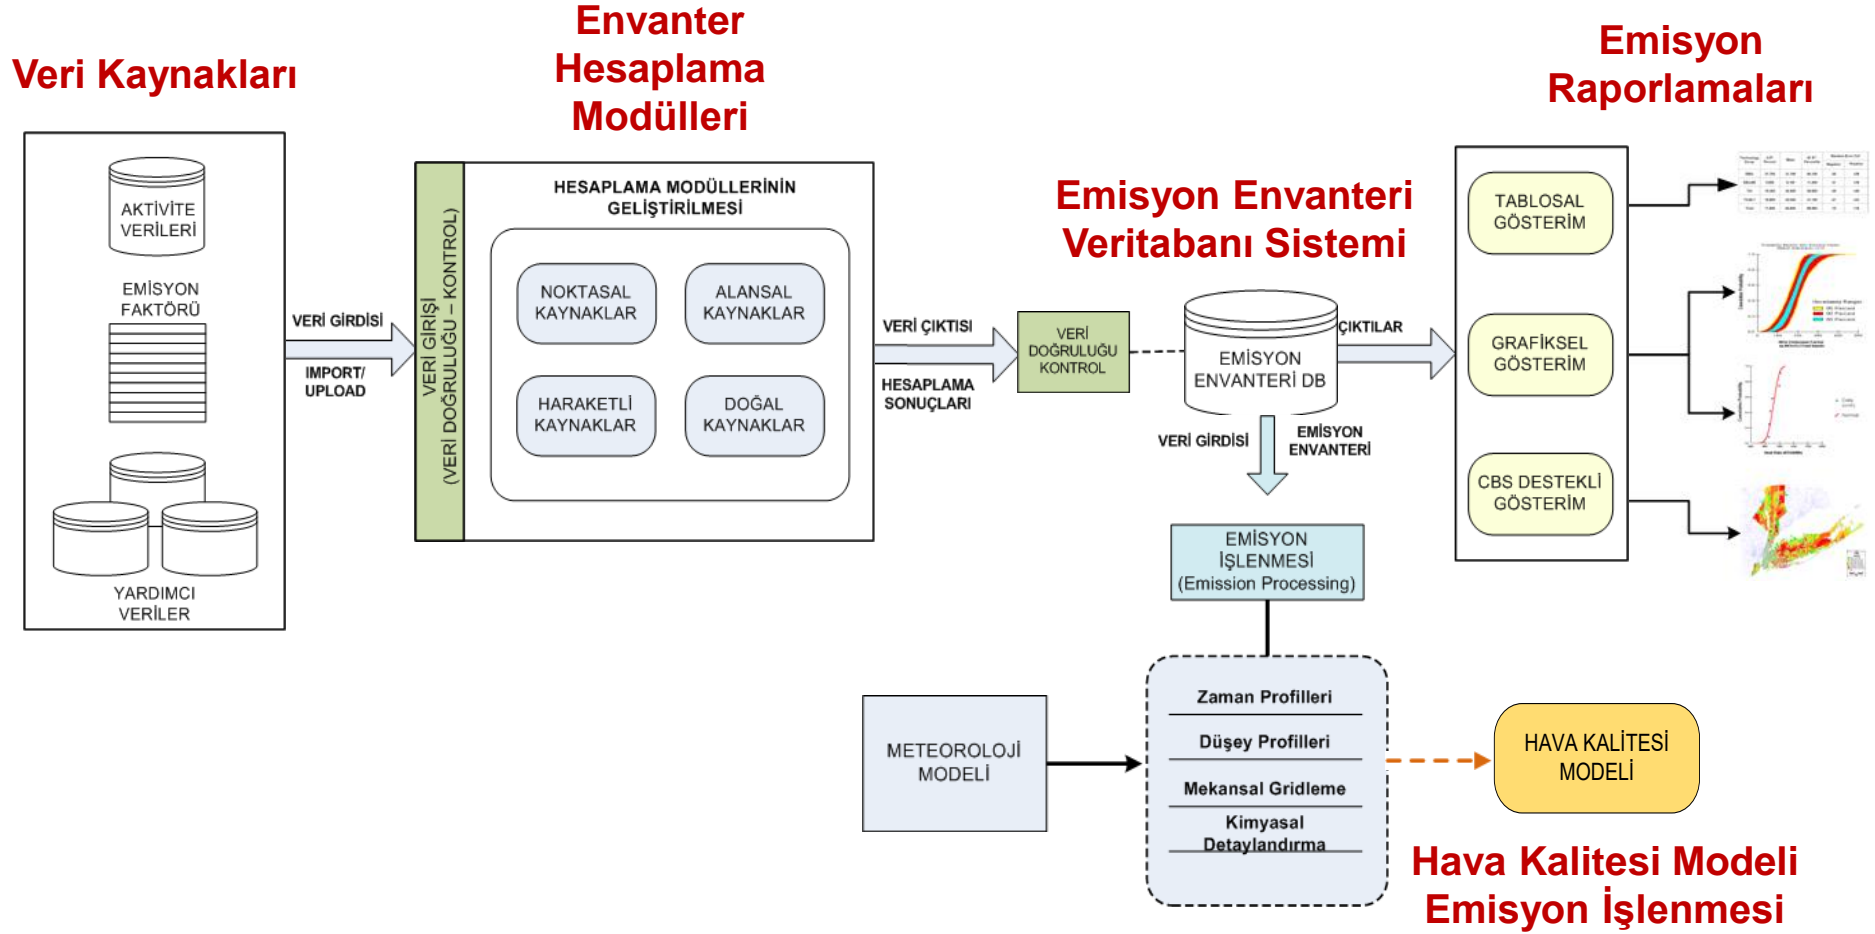 Veri Kaynakları
AKTİVİTE
VERİLERİ
EMİSYON
FAKTÖRÜ
YARDIMCI
VERİLER
VERİ GİRDİSİ
IMPORT/
UPLOAD
Envanter
Hesaplama
Modülleri
VERİ GİRİŞİ
(VERİ DOĞRULUĞU – KONTROL)
HESAPLAMA MODÜLLERİNİN
GELİŞTİRİLMESİ
NOKTASAL
KAYNAKLAR
ALANSAL
KAYNAKLAR
HARAKETLİ
KAYNAKLAR
DOĞAL
KAYNAKLAR
VERİ ÇIKTISI
HESAPLAMA
SONUÇLARI
Emisyon Envanteri
Veritabanı Sistemi
VERİ
DOĞRULUĞU
KONTROL
EMİSYON
ENVANTERİ DB
ÇIKTILAR
VERİ GİRDİSİ
EMİSYON
ENVANTERİ
Emisyon
Raporlamaları
TABLOSAL
GÖSTERİM
GRAFİKSEL
GÖSTERİM
CBS DESTEKLİ
GÖSTERİM
EMİSYON
İŞLENMESİ
(Emission Processing)
METEOROLOJİ
MODELİ
Zaman Profilleri
Düşey Profilleri
Mekansal Gridleme
Kimyasal
Detaylandırma
HAVA KALİTESİ
MODELİ
Hava Kalitesi Modeli
Emisyon İşlenmesi